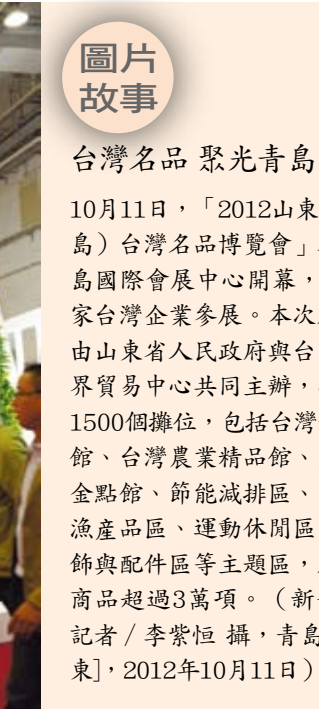 圖片
故事
台灣名品 聚光青島
10月11日，「2012山東
島）台灣名品博覽會」
島國際會展中心開幕，
家台灣企業參展。本次
由山東省人民政府與台
界貿易中心共同主辦，
1500個攤位，包括台灣
館、台灣農業精品館、
金點館、節能減排區、
漁産品區、運動休閒區
飾與配件區等主題區，
商品超過3萬項。（新
記者／李紫恒 攝，青島
東]，2012年10月11日）